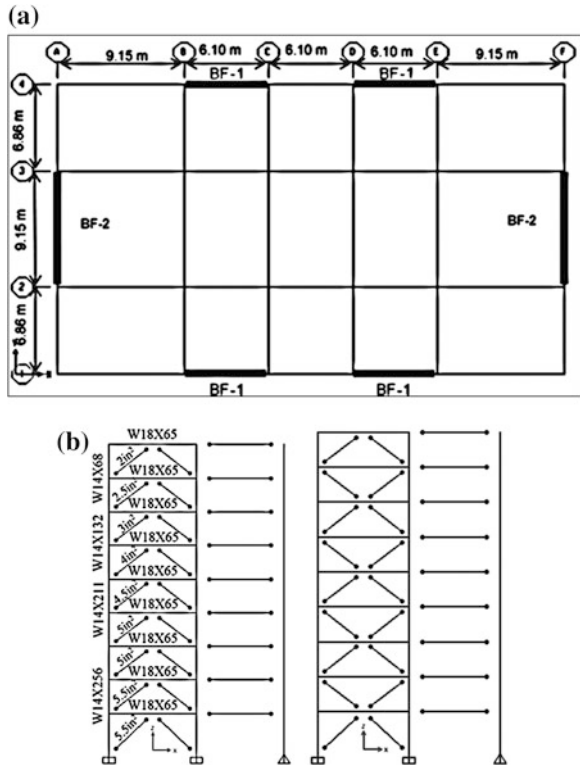 (a)
A B C D E F
9.15 m 6.10 m 6.10 m 6.10 m 9.15 m
BF-1 BF-1
4
6.86 m
3
9.15 m
BF-2 BF-2
2
6.86 m
BF-1 BF-1
(b)
W18X65
2in²
W18X65
W14X68
2.5in²
W18X65
3in²
W18X65
W14X132
4in²
W18X65
4.5in²
W18X65
W14X211
5in²
W18X65
5in²
W18X65
5.5in²
W18X65
W14X256
5.5in²
z
x
z
x